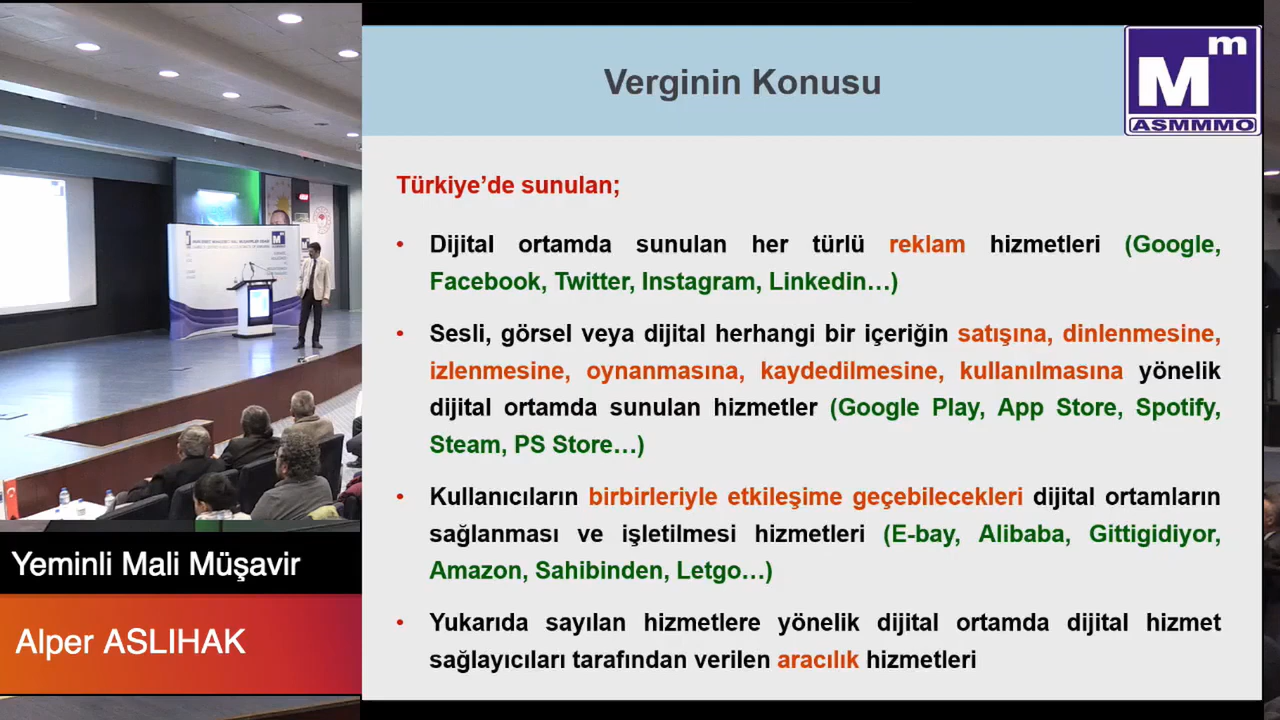 Verginin Konusu
Mm
ASMMMO
Türkiye’de sunulan;
• Dijital ortamda sunulan her türlü reklam hizmetleri (Google,
Facebook, Twitter, Instagram, Linkedin…)
• Sesli, görsel veya dijital herhangi bir içeriğin satışına, dinlenmesine,
izlenmesine, oynanmasına, kaydedilmesine, kullanılmasına yönelik
dijital ortamda sunulan hizmetler (Google Play, App Store, Spotify,
Steam, PS Store…)
• Kullanıcıların birbirleriyle etkileşime geçebilecekleri dijital ortamların
sağlanması ve işletilmesi hizmetleri (E-bay, Alibaba, Gittigidiyor,
Amazon, Sahibinden, Letgo…)
• Yukarıda sayılan hizmetlere yönelik dijital ortamda dijital hizmet
sağlayıcıları tarafından verilen aracılık hizmetleri
Yeminli Mali Müşavir
Alper ASLIHAK